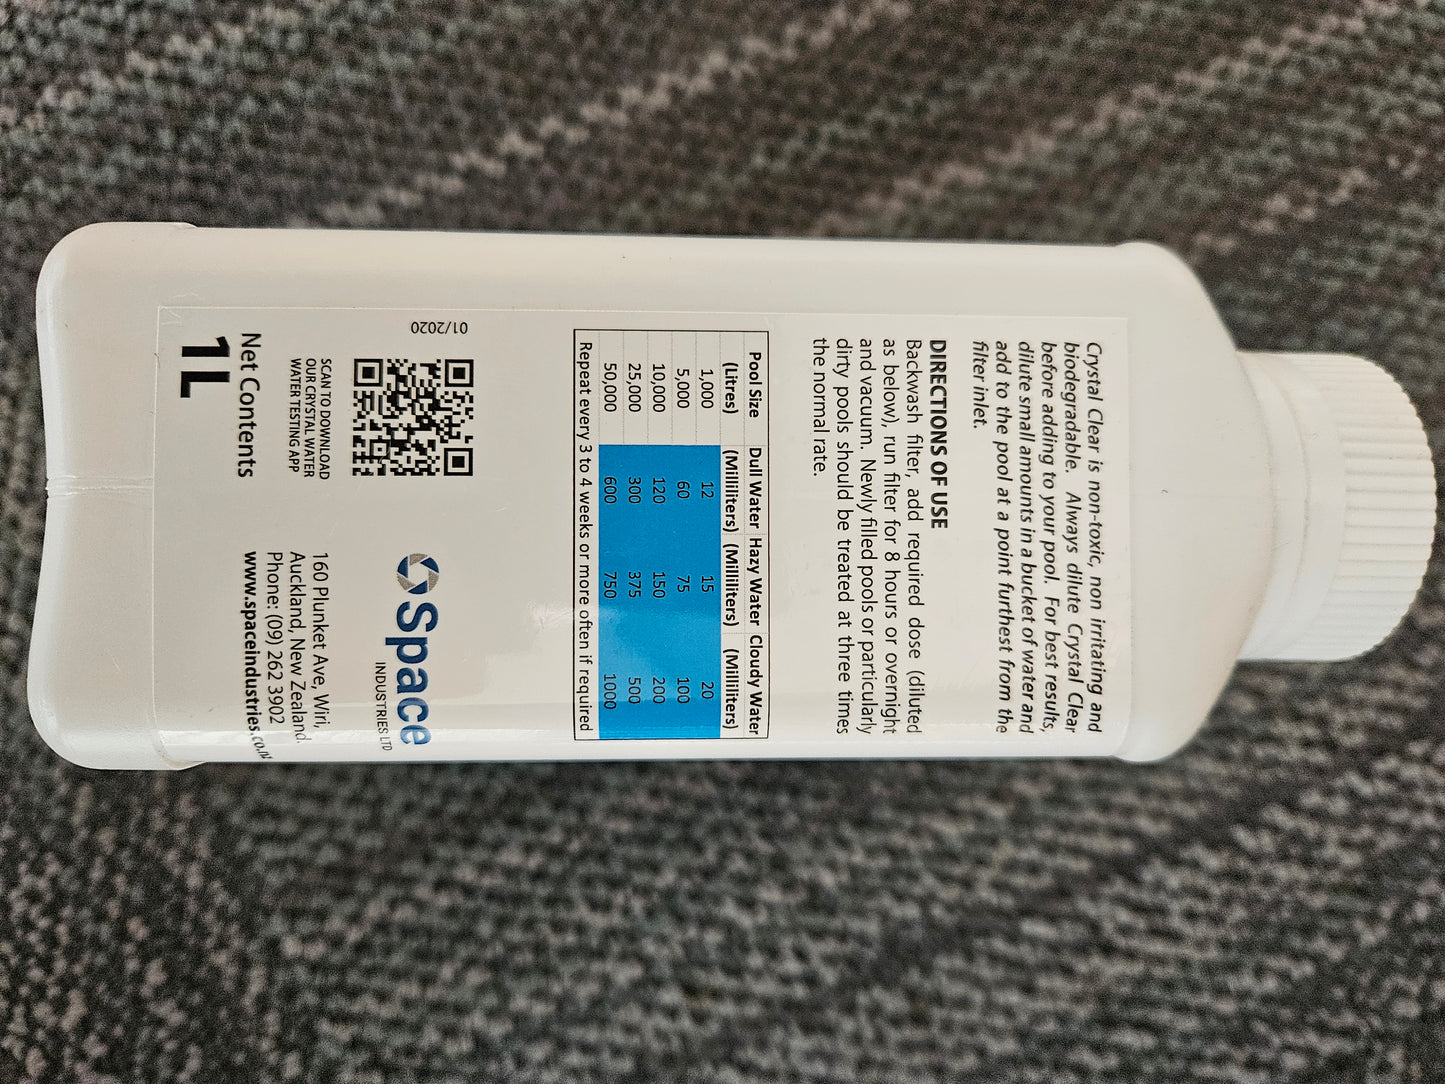 Crystal Clear is non-toxic, non irritating and
biodegradable. Always dilute Crystal Clear
before adding to your pool. For best results,
dilute small amounts in a bucket of water and
add to the pool at a point furthest from the
filter inlet.
DIRECTIONS OF USE
Backwash filter, add required dose (diluted
as below), run filter for 8 hours or overnight
and vacuum. Newly filled pools or particularly
dirty pools should be treated at three times
the normal rate.
Pool Size Dull Water Hazy Water Cloudy Water
(Litres) (Milliliters) (Milliliters) (Milliliters)
1,000 12 15 20
5,000 60 75 100
10,000 120 150 200
25,000 300 375 500
50,000 600 750 1000
Repeat every 3 to 4 weeks or more often if required
01/2020
SCAN TO DOWNLOAD
OUR CRYSTAL WATER
WATER TESTING APP
Net Contents
1L
Space
INDUSTRIES LTD
160 Plunket Ave, Wiri,
Auckland, New Zealand.
Phone: (09) 262 3902
www.spaceindustries.co.nz